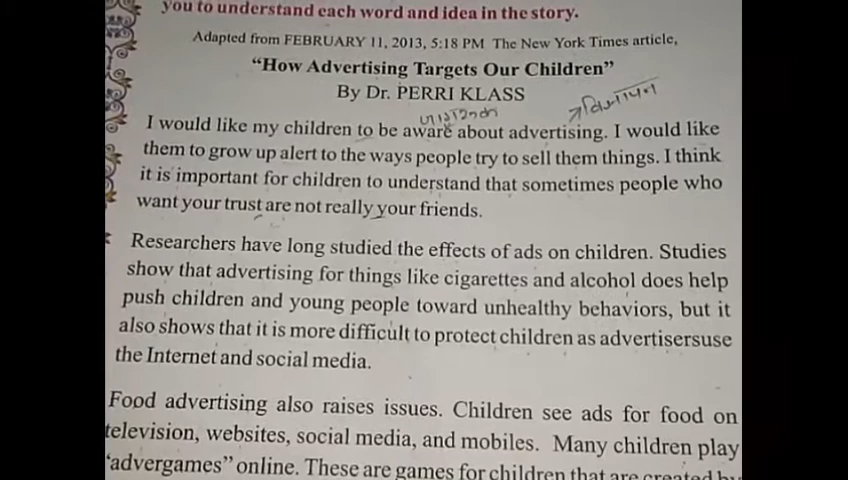 you to understand each word and idea in the story.
Adapted from FEBRUARY 11, 2013, 5:18 PM The New York Times article,
“How Advertising Targets Our Children”
By Dr. PERRI KLASS
I would like my children to be aware about advertising. I would like
them to grow up alert to the ways people try to sell them things. I think
it is important for children to understand that sometimes people who
want your trust are not really your friends.
Researchers have long studied the effects of ads on children. Studies
show that advertising for things like cigarettes and alcohol does help
push children and young people toward unhealthy behaviors, but it
also shows that it is more difficult to protect children as advertisersuse
the Internet and social media.
Food advertising also raises issues. Children see ads for food on
television, websites, social media, and mobiles. Many children play
‘advergames” online. These are games for children that are created by